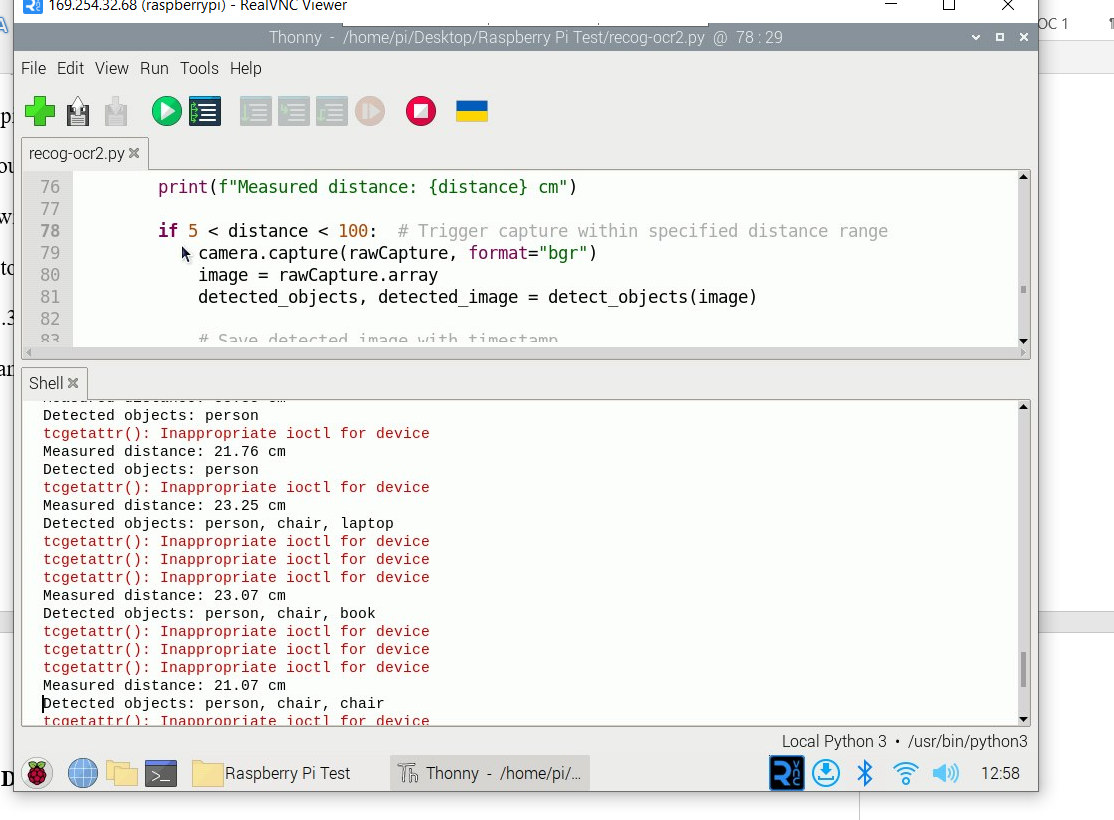 169.254.32.68 (raspberrypi) - RealVNC Viewer
OC 1
Thonny - /home/pi/Desktop/Raspberry Pi Test/recog-ocr2.py @ 78 : 29
File Edit View Run Tools Help
recog-ocr2.py
76 print(f"Measured distance: {distance} cm")
77
78 if 5 < distance < 100: # Trigger capture within specified distance range
79 camera.capture(rawCapture, format="bgr")
80 image = rawCapture.array
81 detected_objects, detected_image = detect_objects(image)
82
83 # Save detected image with timestamp
Shell
Detected objects: person
tcgetattr(): Inappropriate ioctl for device
Measured distance: 21.76 cm
Detected objects: person
tcgetattr(): Inappropriate ioctl for device
Measured distance: 23.25 cm
Detected objects: person, chair, laptop
tcgetattr(): Inappropriate ioctl for device
tcgetattr(): Inappropriate ioctl for device
tcgetattr(): Inappropriate ioctl for device
Measured distance: 23.07 cm
Detected objects: person, chair, book
tcgetattr(): Inappropriate ioctl for device
tcgetattr(): Inappropriate ioctl for device
tcgetattr(): Inappropriate ioctl for device
Measured distance: 21.07 cm
Detected objects: person, chair, chair
tcgetattr(): Inappropriate ioctl for device
Local Python 3 • /usr/bin/python3
Raspberry Pi Test
Thonny - /home/pi/...
12:58